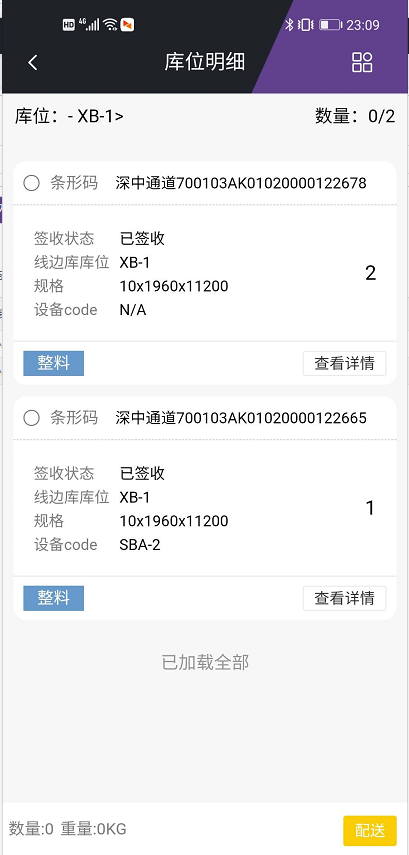 HD 4G 23:09
库位明细
库位：- XB-1> 数量：0/2
条形码 深中通道700103AK01020000122678
签收状态 已签收
线边库库位 XB-1
规格 10x1960x11200
2
设备code N/A
整料 查看详情
条形码 深中通道700103AK01020000122665
签收状态 已签收
线边库库位 XB-1
规格 10x1960x11200
1
设备code SBA-2
整料 查看详情
已加载全部
数量:0 重量:0KG 配送